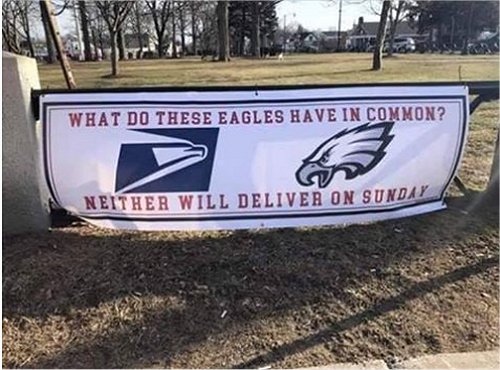 WHAT DO THESE EAGLES HAVE IN COMMON?
NEITHER WILL DELIVER ON SUNDAY